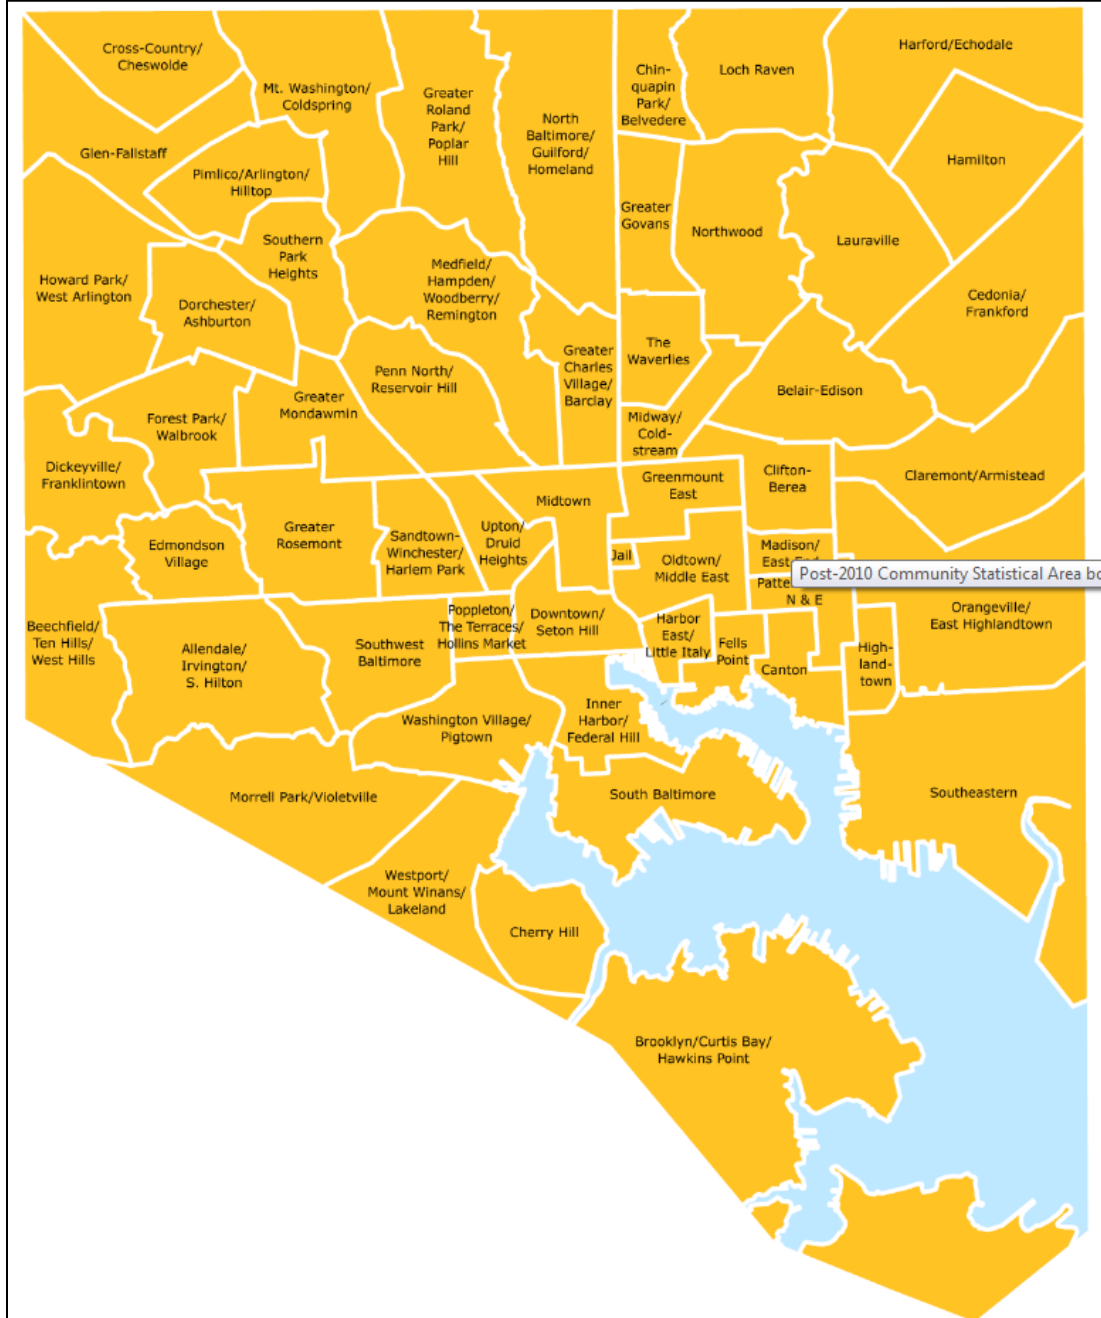 Cross-Country/
Cheswolde
Mt. Washington/
Coldspring
Greater
Roland
Park/
Poplar
Hill
North
Baltimore/
Guilford/
Homeland
Chin-
quapin
Park/
Belvedere
Loch Raven
Harford/Echodale
Glen-Fallstaff
Pimlico/Arlington/
Hilltop
Hamilton
Greater
Govans
Northwood
Lauraville
Howard Park/
West Arlington
Dorchester/
Ashburton
Southern
Park
Heights
Medfield/
Hampden/
Woodberry/
Remington
Cedonia/
Frankford
The
Waverlies
Greater
Charles
Village/
Barclay
Penn North/
Reservoir Hill
Belair-Edison
Greater
Mondawmin
Forest Park/
Walbrook
Midway/
Cold-
stream
Dickeyville/
Franklintown
Clifton-
Berea
Claremont/Armistead
Greenmount
East
Midtown
Greater
Rosemont
Sandtown-
Winchester/
Harlem Park
Upton/
Druid
Heights
Edmondson
Village
Jail
Oldtown/
Middle East
Madison/
East End
Post-2010 Community Statistical Area bo
Patte
N & E
Beechfield/
Ten Hills/
West Hills
Allendale/
Irvington/
S. Hilton
Southwest
Baltimore
Poppleton/
The Terraces/
Hollins Market
Downtown/
Seton Hill
Harbor
East/
Little Italy
Fells
Point
Canton
High-
land-
town
Orangeville/
East Highlandtown
Washington Village/
Pigtown
Inner
Harbor/
Federal Hill
Morrell Park/Violetville
South Baltimore
Southeastern
Westport/
Mount Winans/
Lakeland
Cherry Hill
Brooklyn/Curtis Bay/
Hawkins Point